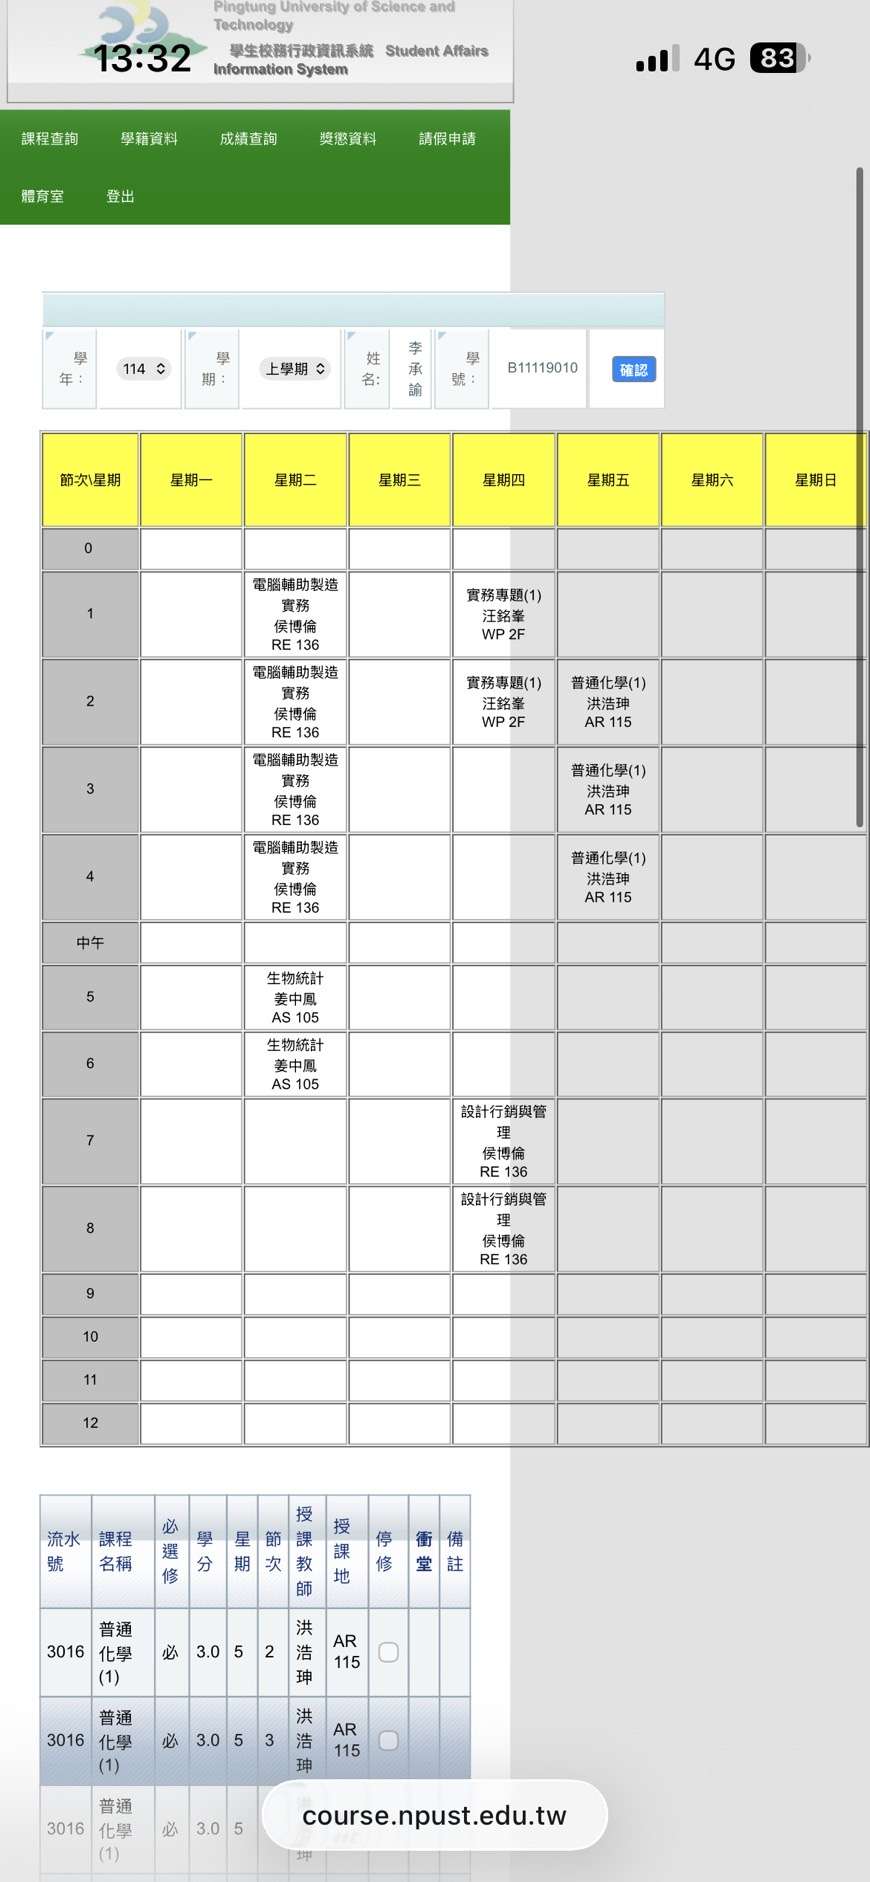 Pingtung University of Science and
Technology
學生校務行政資訊系統 Student Affairs
Information System
13:32
4G
83
課程查詢 學籍資料 成績查詢 獎懲資料 請假申請
體育室 登出
學年： 114 學期： 上學期 姓名: 李承諭 學號： B11119010 確認
節次\星期 星期一 星期二 星期三 星期四 星期五 星期六 星期日
0
1
電腦輔助製造
實務
侯博倫
RE 136
實務專題(1)
汪銘峯
WP 2F
2
電腦輔助製造
實務
侯博倫
RE 136
實務專題(1)
汪銘峯
WP 2F
普通化學(1)
洪浩珅
AR 115
3
電腦輔助製造
實務
侯博倫
RE 136
普通化學(1)
洪浩珅
AR 115
4
電腦輔助製造
實務
侯博倫
RE 136
普通化學(1)
洪浩珅
AR 115
中午
5
生物統計
姜中鳳
AS 105
6
生物統計
姜中鳳
AS 105
7
設計行銷與管
理
侯博倫
RE 136
8
設計行銷與管
理
侯博倫
RE 136
9
10
11
12
流水號 課程名稱 必選修 學分 星期 節次 授課教師 授課地 停修 衝堂 備註
3016 普通化學(1) 必 3.0 5 2 洪浩珅 AR 115
3016 普通化學(1) 必 3.0 5 3 洪浩珅 AR 115
3016 普通化學(1) 必 3.0 5 珅
course.npust.edu.tw